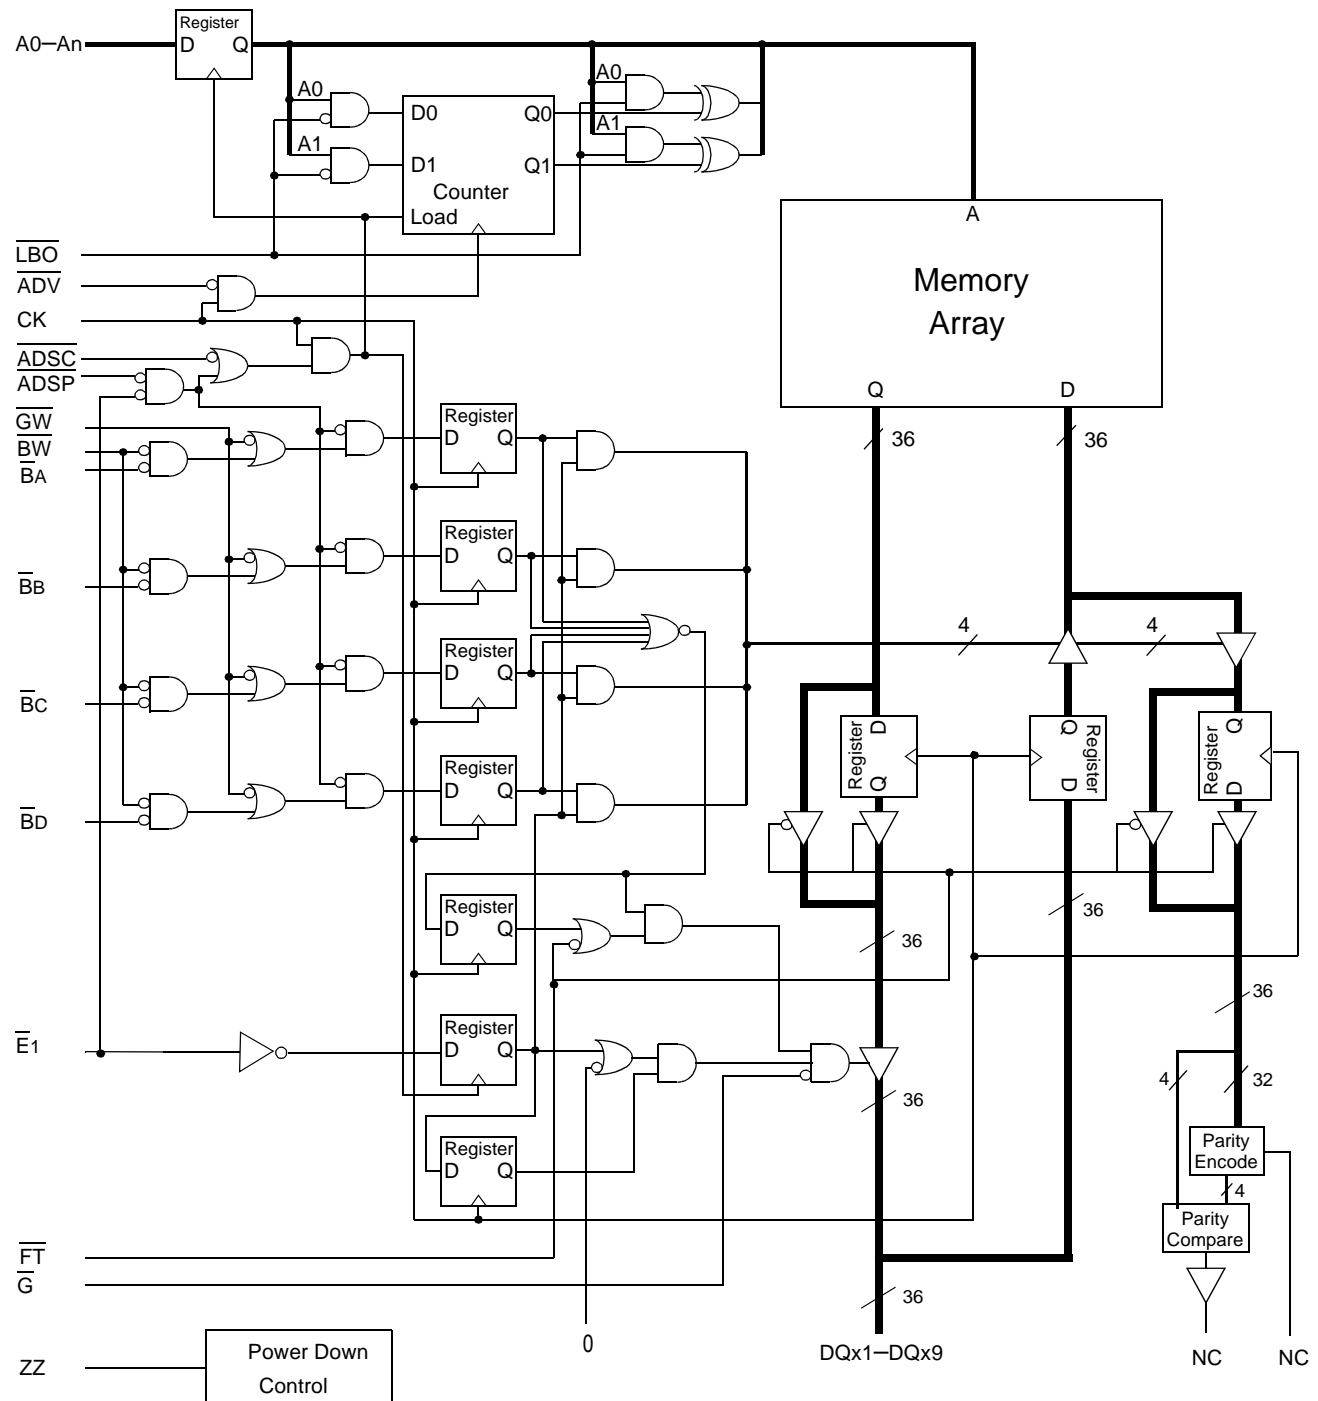 Register
A0–An D Q
A0 A0
D0 Q0
A1 A1
D1 Q1
Counter
Load
A
Memory
Array
Q D
36 36
LBO
ADV
CK
ADSC
ADSP
GW
BW
BA
BB
BC
BD
Register
D Q
Register
D Q
Register
D Q
Register
D Q
4 4
Register D Q
Register Q D
Register Q D
Register
D Q
36 36
36
E1
Register
D Q
36
4 32
Register
D Q
Parity
Encode
4
Parity
Compare
FT
G
36
0
DQx1–DQx9
NC NC
ZZ
Power Down
Control